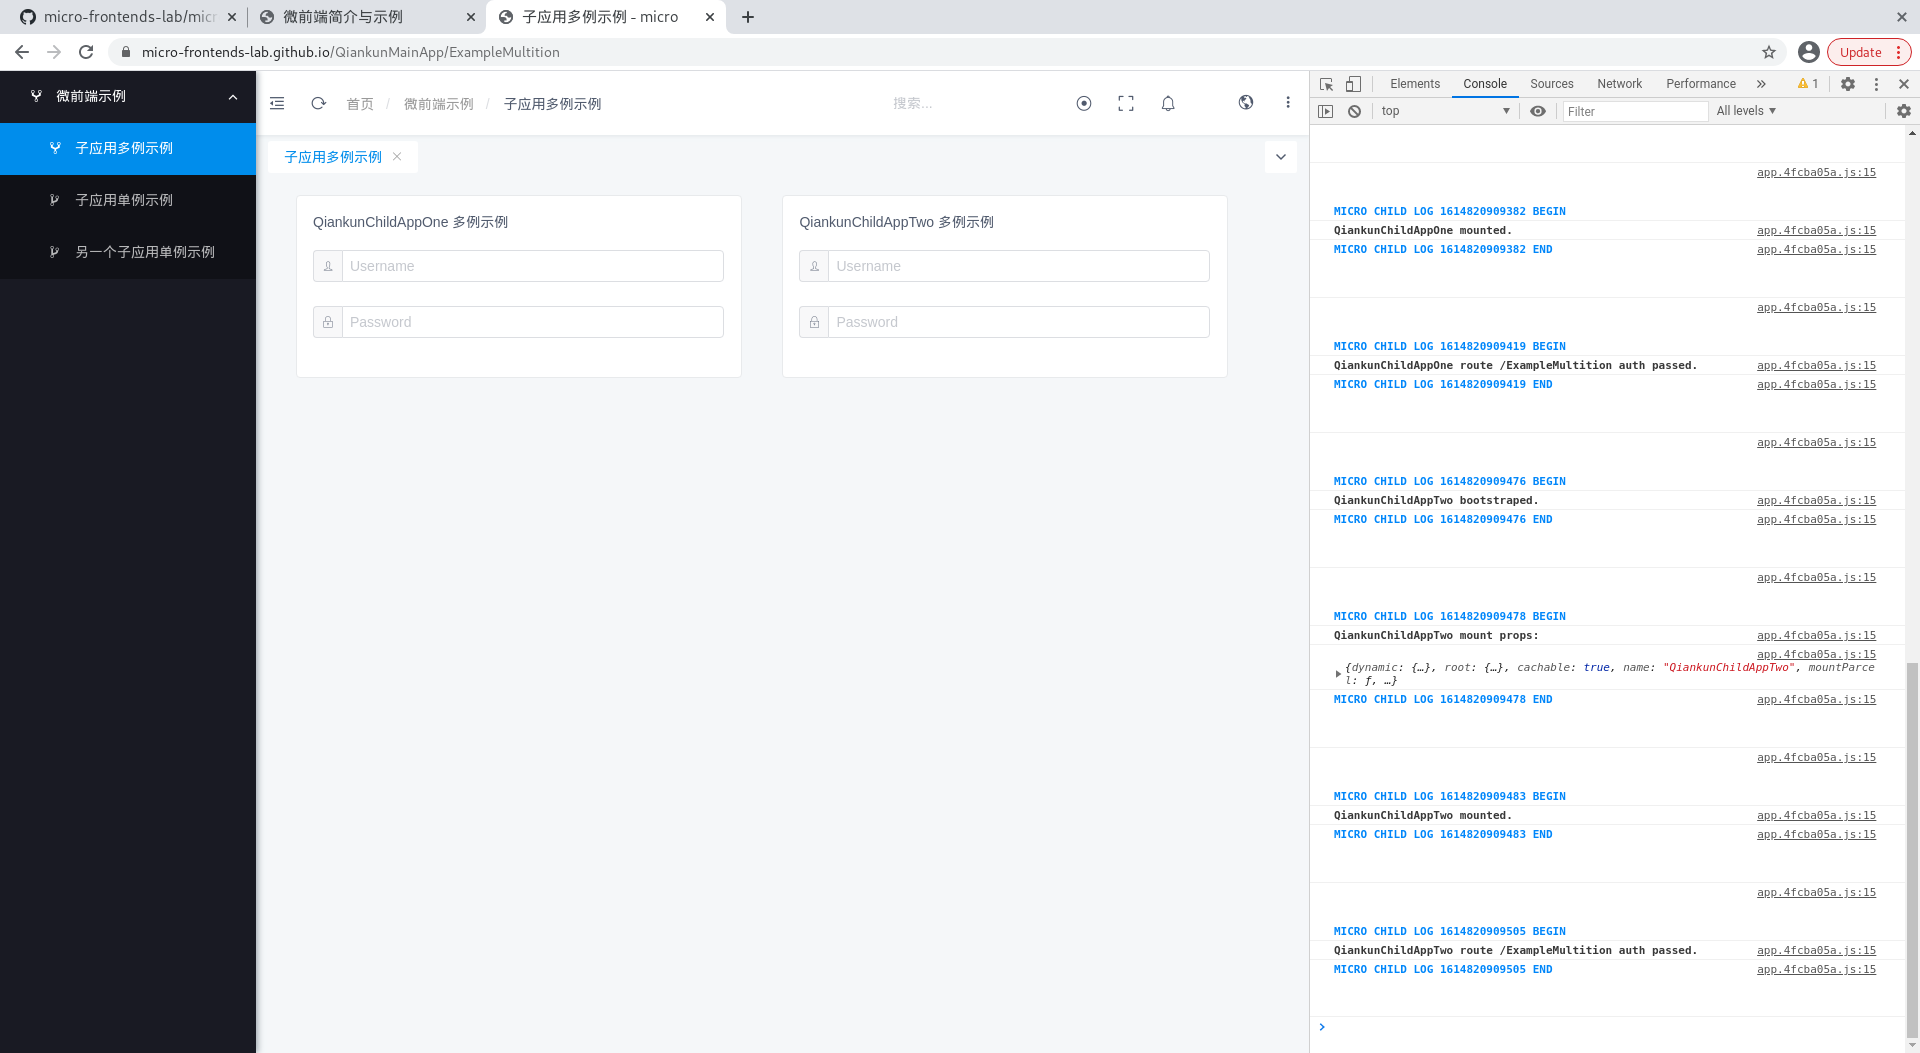 micro-frontends-lab/micr
微前端简介与示例
子应用多例示例 - micro
micro-frontends-lab.github.io/QiankunMainApp/ExampleMultition
Update
微前端示例
子应用多例示例
子应用单例示例
另一个子应用单例示例
首页 / 微前端示例 / 子应用多例示例
搜索...
子应用多例示例
QiankunChildAppOne 多例示例
Username
Password
QiankunChildAppTwo 多例示例
Username
Password
Elements Console Sources Network Performance » 1
top Filter All levels
app.4fcba05a.js:15
MICRO CHILD LOG 1614820909382 BEGIN
QiankunChildAppOne mounted. app.4fcba05a.js:15
MICRO CHILD LOG 1614820909382 END app.4fcba05a.js:15
app.4fcba05a.js:15
MICRO CHILD LOG 1614820909419 BEGIN
QiankunChildAppOne route /ExampleMultition auth passed. app.4fcba05a.js:15
MICRO CHILD LOG 1614820909419 END app.4fcba05a.js:15
app.4fcba05a.js:15
MICRO CHILD LOG 1614820909476 BEGIN
QiankunChildAppTwo bootstraped. app.4fcba05a.js:15
MICRO CHILD LOG 1614820909476 END app.4fcba05a.js:15
app.4fcba05a.js:15
MICRO CHILD LOG 1614820909478 BEGIN
QiankunChildAppTwo mount props: app.4fcba05a.js:15
app.4fcba05a.js:15
{dynamic: {…}, root: {…}, cachable: true, name: "QiankunChildAppTwo", mountParce
l: ƒ, …}
MICRO CHILD LOG 1614820909478 END app.4fcba05a.js:15
app.4fcba05a.js:15
MICRO CHILD LOG 1614820909483 BEGIN
QiankunChildAppTwo mounted. app.4fcba05a.js:15
MICRO CHILD LOG 1614820909483 END app.4fcba05a.js:15
app.4fcba05a.js:15
MICRO CHILD LOG 1614820909505 BEGIN
QiankunChildAppTwo route /ExampleMultition auth passed. app.4fcba05a.js:15
MICRO CHILD LOG 1614820909505 END app.4fcba05a.js:15